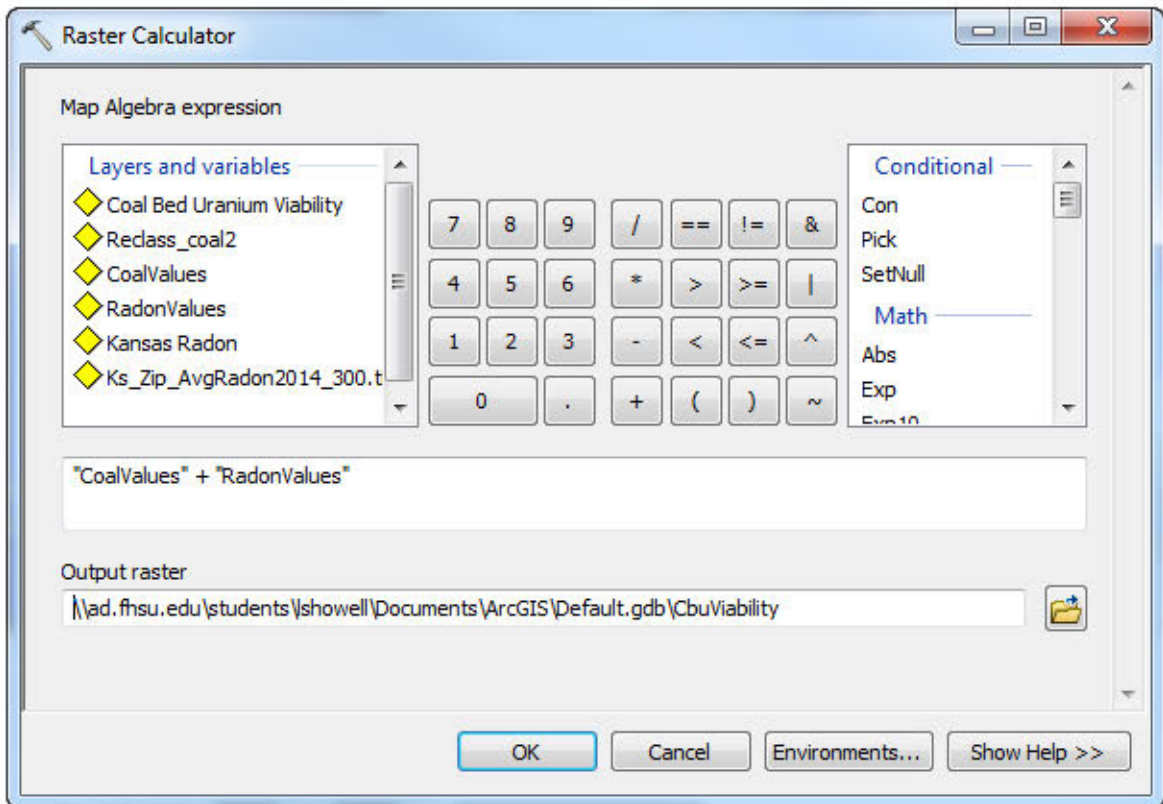 Raster Calculator
Map Algebra expression
Layers and variables
Coal Bed Uranium Viability
Reclass_coal2
CoalValues
RadonValues
Kansas Radon
Ks_Zip_AvgRadon2014_300.t
7 8 9 / == != &
4 5 6 * > >= |
1 2 3 - < <= ^
0 . + ( ) ~
Conditional
Con
Pick
SetNull
Math
Abs
Exp
Exp10
"CoalValues" + "RadonValues"
Output raster
\\ad.fhsu.edu\students\lshowell\Documents\ArcGIS\Default.gdb\CbuViability
OK Cancel Environments... Show Help >>